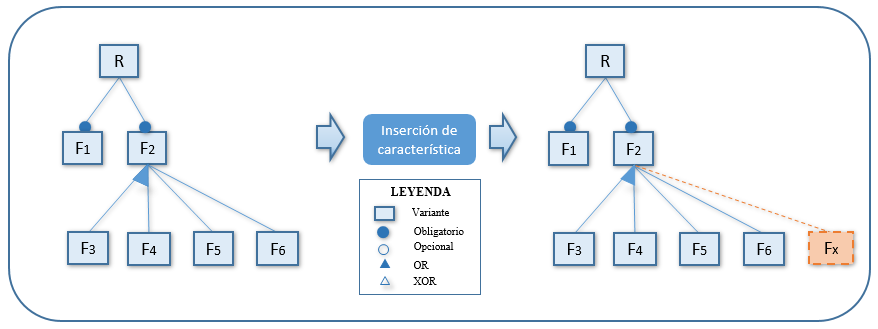 R
F1
F2
F3
F4
F5
F6
Inserción de
característica
LEYENDA
Variante
Obligatorio
Opcional
OR
XOR
R
F1
F2
F3
F4
F5
F6
Fx